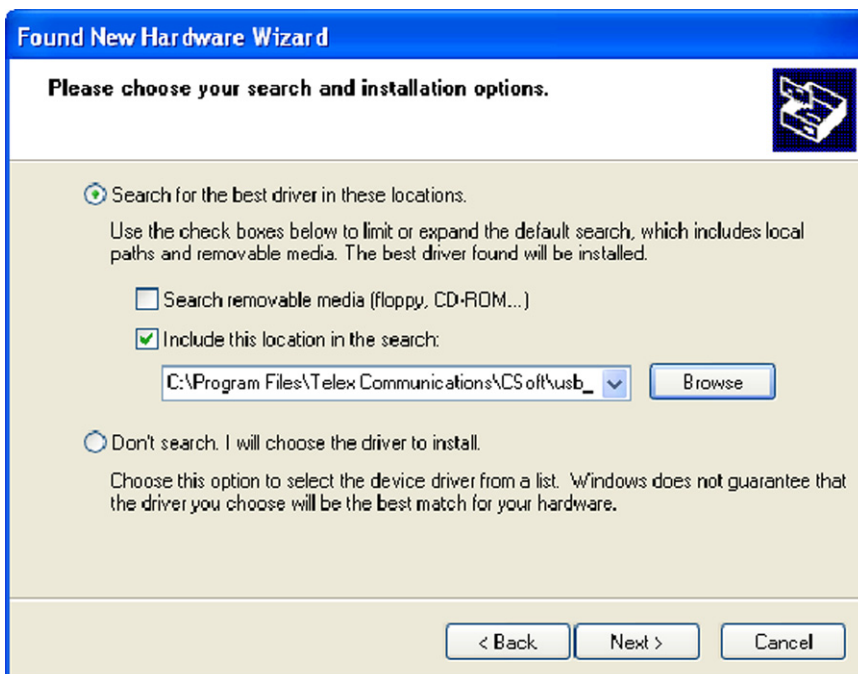 Found New Hardware Wizard
Please choose your search and installation options.
Search for the best driver in these locations.
Use the check boxes below to limit or expand the default search, which includes local
paths and removable media. The best driver found will be installed.
Search removable media (floppy, CD-ROM...)
Include this location in the search:
C:\Program Files\Telex Communications\CSoft\usb_
Browse
Don't search. I will choose the driver to install.
Choose this option to select the device driver from a list. Windows does not guarantee that
the driver you choose will be the best match for your hardware.
< Back Next > Cancel